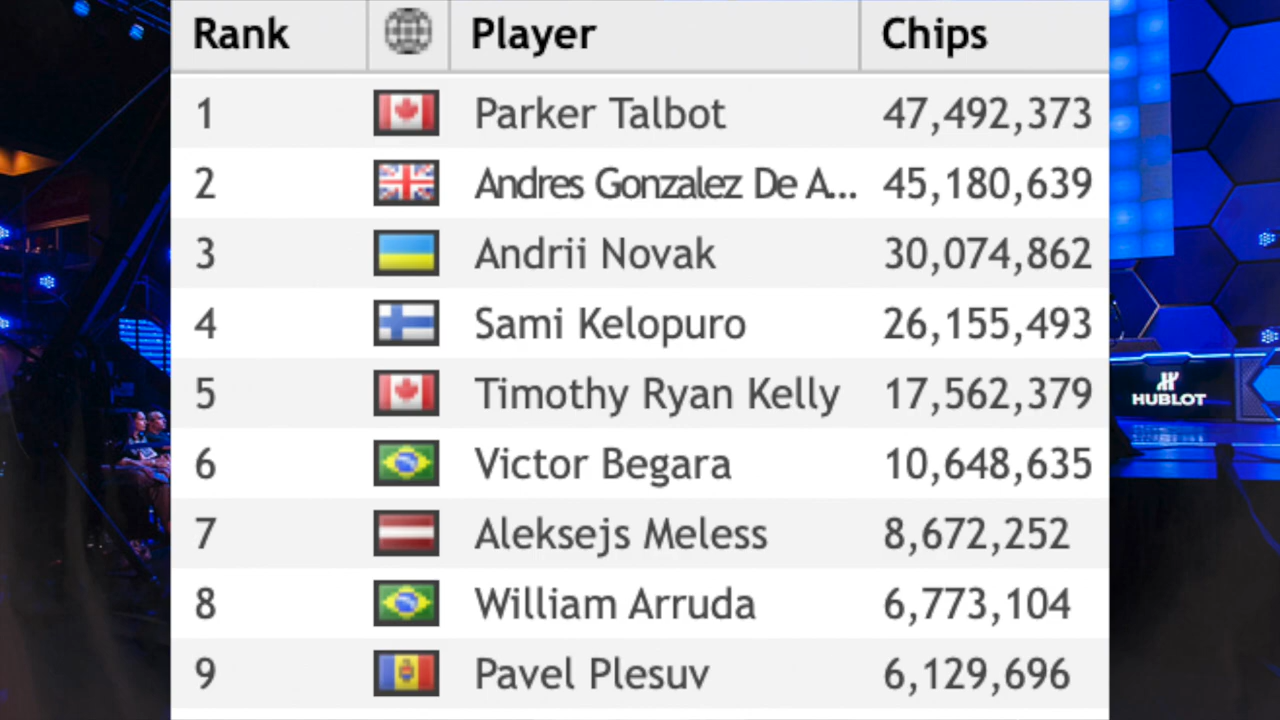 Rank Player Chips
1 Parker Talbot 47,492,373
2 Andres Gonzalez De A... 45,180,639
3 Andrii Novak 30,074,862
4 Sami Kelopuro 26,155,493
5 Timothy Ryan Kelly 17,562,379
6 Victor Begara 10,648,635
7 Aleksejs Meless 8,672,252
8 William Arruda 6,773,104
9 Pavel Plesuv 6,129,696
HUBLOT